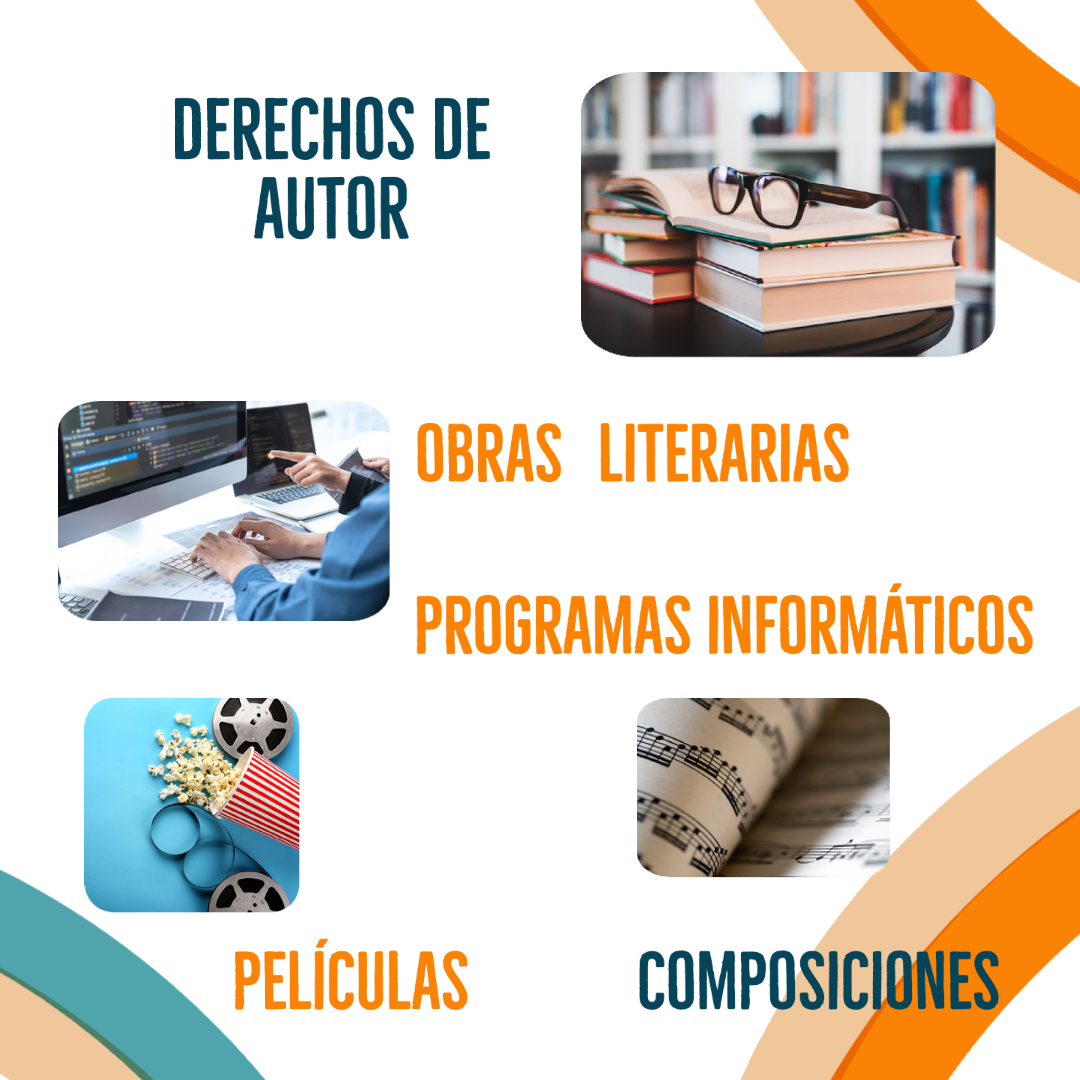 DERECHOS DE
AUTOR
OBRAS LITERARIAS
PROGRAMAS INFORMÁTICOS
PELÍCULAS
COMPOSICIONES